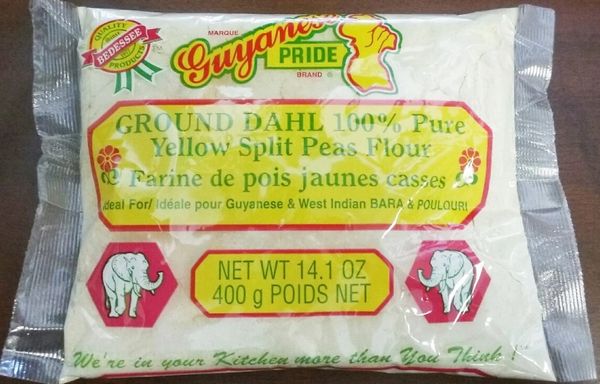 QUALITY
BEDESSEE
PRODUCTS
MARQUE
Guyanese
PRIDE
BRAND ®
GROUND DAHL 100% Pure
Yellow Split Peas Flour
Farine de pois jaunes casses
Ideal For/ Idéale pour Guyanese & West Indian BARA & POULOURI
NET WT 14.1 OZ
400 g POIDS NET
We're in your Kitchen more than You Think !"